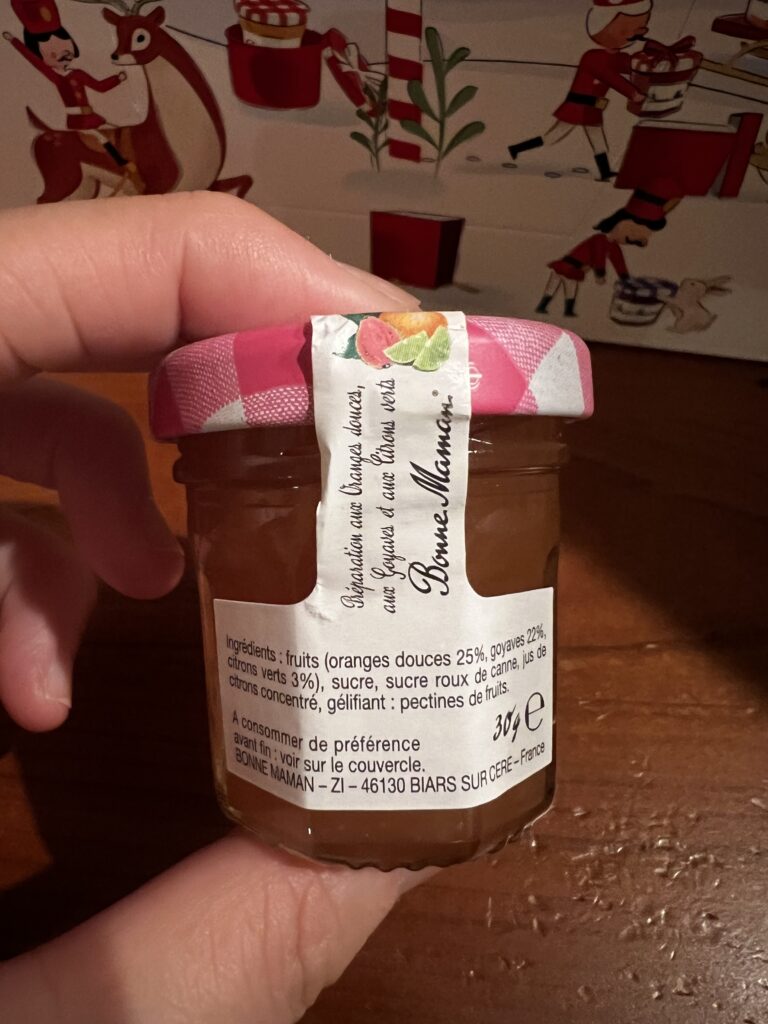 Préparation aux Oranges douces,
aux Goyaves et aux Citrons verts
Bonne Maman®
Ingrédients : fruits (oranges douces 25%, goyaves 22%,
citrons verts 3%), sucre, sucre roux de canne, jus de
citrons concentré, gélifiant : pectines de fruits.
30g e
A consommer de préférence
avant fin : voir sur le couvercle.
BONNE MAMAN – ZI – 46130 BIARS SUR CERE – France